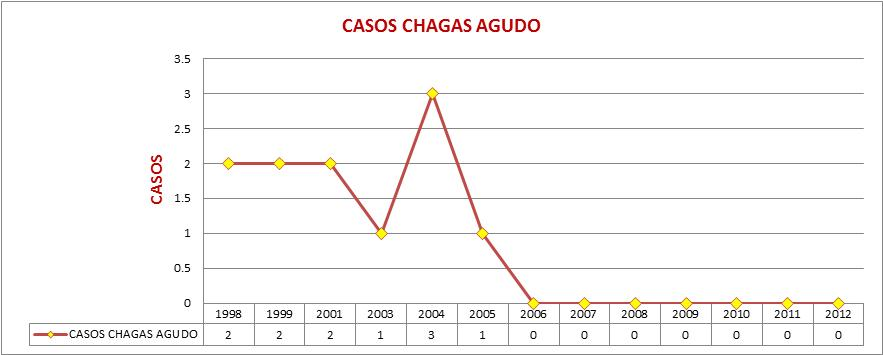 CASOS CHAGAS AGUDO
CASOS
3.5
3
2.5
2
1.5
1
0.5
0
1998 1999 2001 2003 2004 2005 2006 2007 2008 2009 2010 2011 2012
CASOS CHAGAS AGUDO 2 2 2 1 3 1 0 0 0 0 0 0 0